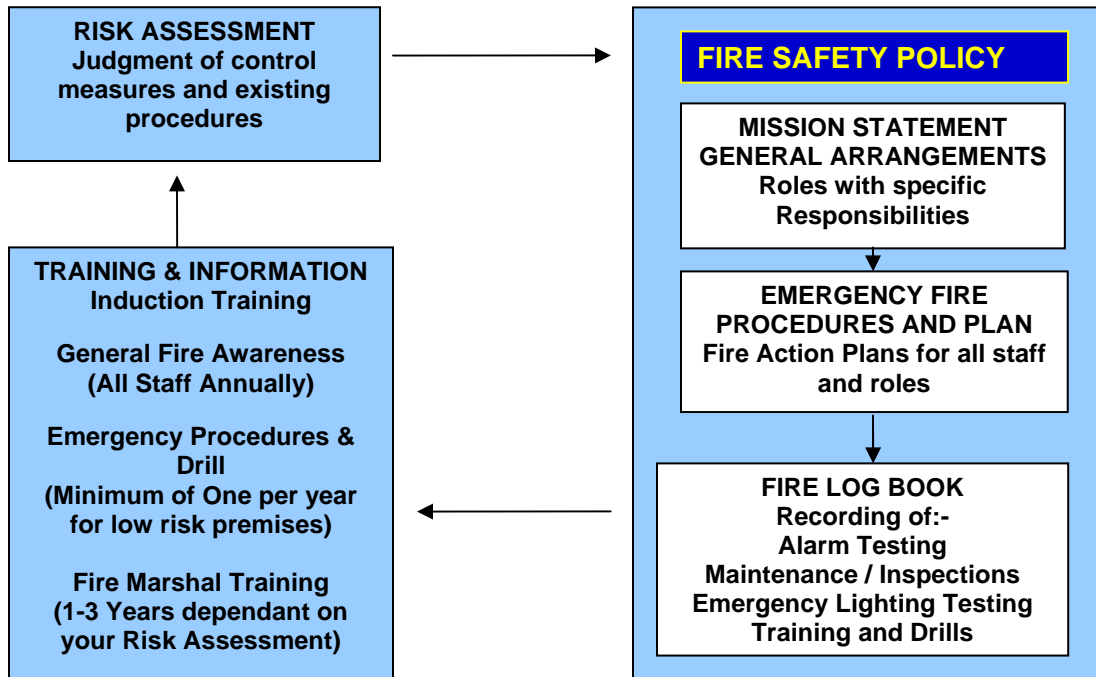 RISK ASSESSMENT
Judgment of control
measures and existing
procedures
FIRE SAFETY POLICY
MISSION STATEMENT
GENERAL ARRANGEMENTS
Roles with specific
Responsibilities
EMERGENCY FIRE
PROCEDURES AND PLAN
Fire Action Plans for all staff
and roles
FIRE LOG BOOK
Recording of:-
Alarm Testing
Maintenance / Inspections
Emergency Lighting Testing
Training and Drills
TRAINING & INFORMATION
Induction Training
General Fire Awareness
(All Staff Annually)
Emergency Procedures &
Drill
(Minimum of One per year
for low risk premises)
Fire Marshal Training
(1-3 Years dependant on
your Risk Assessment)